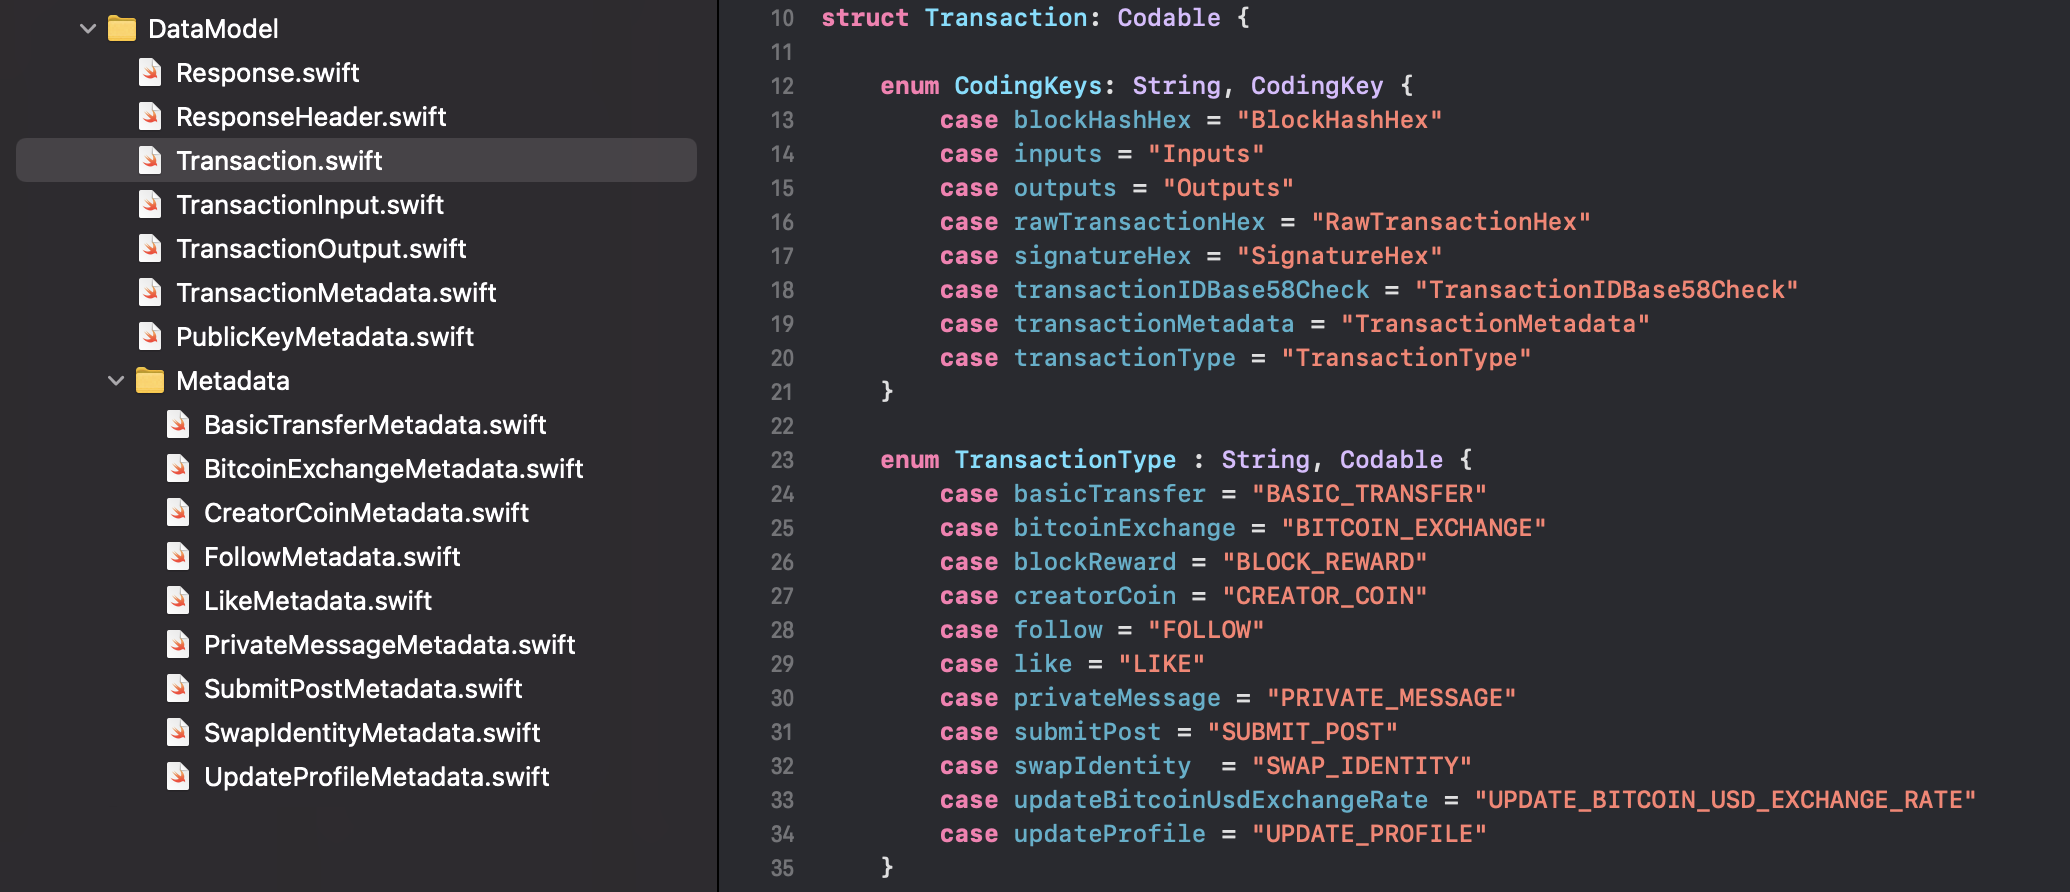 DataModel
Response.swift
ResponseHeader.swift
Transaction.swift
TransactionInput.swift
TransactionOutput.swift
TransactionMetadata.swift
PublicKeyMetadata.swift
Metadata
BasicTransferMetadata.swift
BitcoinExchangeMetadata.swift
CreatorCoinMetadata.swift
FollowMetadata.swift
LikeMetadata.swift
PrivateMessageMetadata.swift
SubmitPostMetadata.swift
SwapIdentityMetadata.swift
UpdateProfileMetadata.swift
10 struct Transaction: Codable {
11
12     enum CodingKeys: String, CodingKey {
13         case blockHashHex = "BlockHashHex"
14         case inputs = "Inputs"
15         case outputs = "Outputs"
16         case rawTransactionHex = "RawTransactionHex"
17         case signatureHex = "SignatureHex"
18         case transactionIDBase58Check = "TransactionIDBase58Check"
19         case transactionMetadata = "TransactionMetadata"
20         case transactionType = "TransactionType"
21     }
22
23     enum TransactionType : String, Codable {
24         case basicTransfer = "BASIC_TRANSFER"
25         case bitcoinExchange = "BITCOIN_EXCHANGE"
26         case blockReward = "BLOCK_REWARD"
27         case creatorCoin = "CREATOR_COIN"
28         case follow = "FOLLOW"
29         case like = "LIKE"
30         case privateMessage = "PRIVATE_MESSAGE"
31         case submitPost = "SUBMIT_POST"
32         case swapIdentity  = "SWAP_IDENTITY"
33         case updateBitcoinUsdExchangeRate = "UPDATE_BITCOIN_USD_EXCHANGE_RATE"
34         case updateProfile = "UPDATE_PROFILE"
35     }